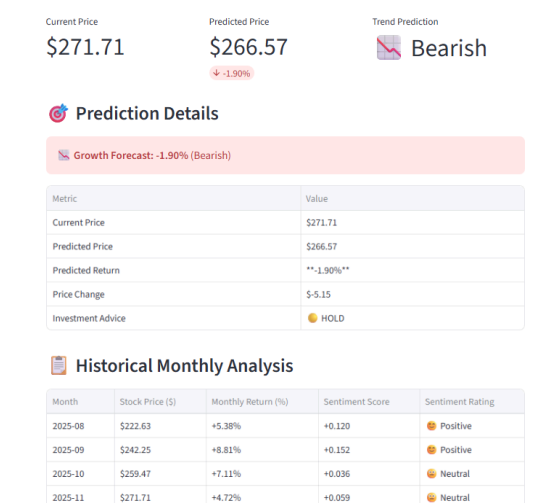 Current Price Predicted Price Trend Prediction
$271.71 $266.57 Bearish
-1.90%
Prediction Details
Growth Forecast: -1.90% (Bearish)
Metric Value
Current Price $271.71
Predicted Price $266.57
Predicted Return **-1.90%**
Price Change $-5.15
Investment Advice HOLD
Historical Monthly Analysis
Month Stock Price ($) Monthly Return (%) Sentiment Score Sentiment Rating
2025-08 $222.63 +5.38% +0.120 Positive
2025-09 $242.25 +8.81% +0.152 Positive
2025-10 $259.47 +7.11% +0.036 Neutral
2025-11 $271.71 +4.72% +0.059 Neutral